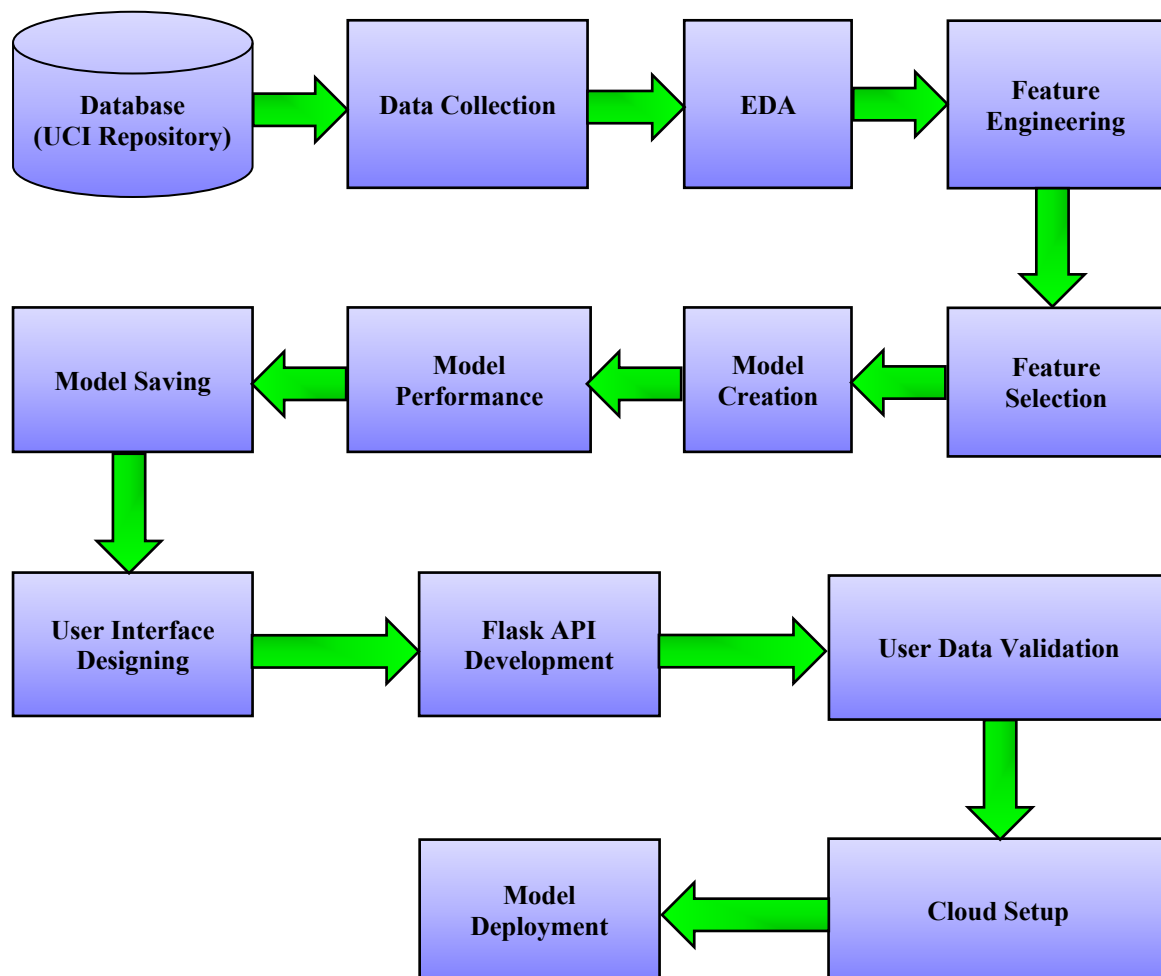 Database
(UCI Repository)
Data Collection
EDA
Feature
Engineering
Feature
Selection
Model
Creation
Model
Performance
Model Saving
User Interface
Designing
Flask API
Development
User Data Validation
Cloud Setup
Model
Deployment